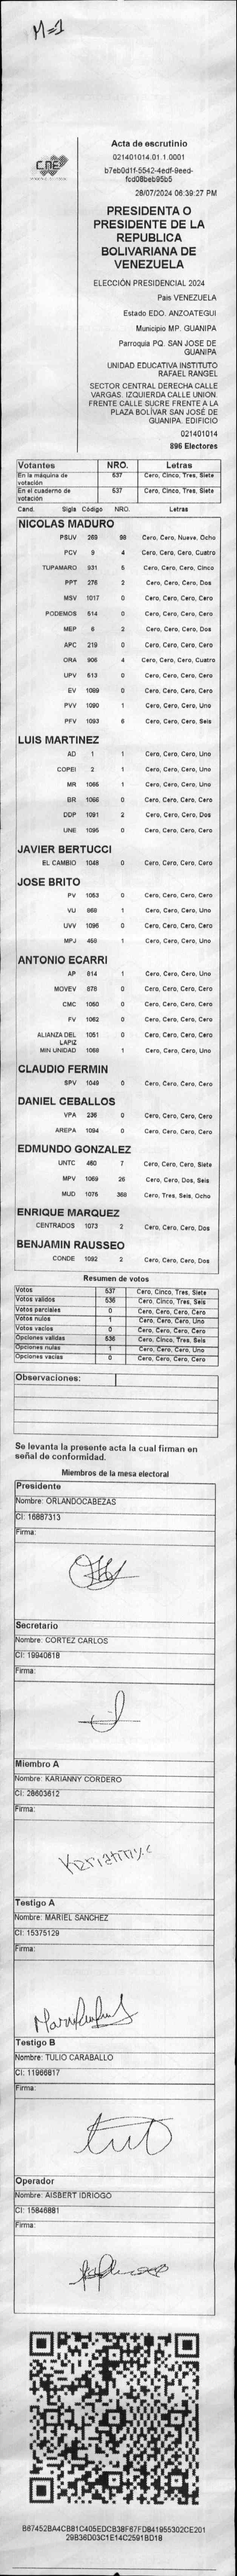 M=1
CNE
Acta de escrutinio
021401014.01.1.0001
b7eb0d1f-5542-4edf-9eed-
fcd08beb95b5
28/07/2024 06:39:27 PM
PRESIDENTA O
PRESIDENTE DE LA
REPUBLICA
BOLIVARIANA DE
VENEZUELA
ELECCIÓN PRESIDENCIAL 2024
Pais VENEZUELA
Estado EDO. ANZOATEGUI
Municipio MP. GUANIPA
Parroquia PQ. SAN JOSE DE
GUANIPA
UNIDAD EDUCATIVA INSTITUTO
RAFAEL RANGEL
SECTOR CENTRAL DERECHA CALLE
VARGAS. IZQUIERDA CALLE UNION.
FRENTE CALLE SUCRE FRENTE A LA
PLAZA BOLÍVAR SAN JOSÉ DE
GUANIPA. EDIFICIO
021401014
896 Electores
Votantes NRO. Letras
En la máquina de votación 537 Cero, Cinco, Tres, Siete
En el cuaderno de votación 537 Cero, Cinco, Tres, Siete
Cand. Sigla Código NRO. Letras
NICOLAS MADURO
PSUV 269 98 Cero, Cero, Nueve, Ocho
PCV 9 4 Cero, Cero, Cero, Cuatro
TUPAMARO 931 5 Cero, Cero, Cero, Cinco
PPT 276 2 Cero, Cero, Cero, Dos
MSV 1017 0 Cero, Cero, Cero, Cero
PODEMOS 514 0 Cero, Cero, Cero, Cero
MEP 6 2 Cero, Cero, Cero, Dos
APC 219 0 Cero, Cero, Cero, Cero
ORA 906 4 Cero, Cero, Cero, Cuatro
UPV 513 0 Cero, Cero, Cero, Cero
EV 1089 0 Cero, Cero, Cero, Cero
PVV 1090 1 Cero, Cero, Cero, Uno
PFV 1093 6 Cero, Cero, Cero, Seis
LUIS MARTINEZ
AD 1 1 Cero, Cero, Cero, Uno
COPEI 2 1 Cero, Cero, Cero, Uno
MR 1065 1 Cero, Cero, Cero, Uno
BR 1066 0 Cero, Cero, Cero, Cero
DDP 1091 2 Cero, Cero, Cero, Dos
UNE 1095 0 Cero, Cero, Cero, Cero
JAVIER BERTUCCI
EL CAMBIO 1048 0 Cero, Cero, Cero, Cero
JOSE BRITO
PV 1053 0 Cero, Cero, Cero, Cero
VU 969 1 Cero, Cero, Cero, Uno
UVV 1096 0 Cero, Cero, Cero, Cero
MPJ 459 1 Cero, Cero, Cero, Uno
ANTONIO ECARRI
AP 814 1 Cero, Cero, Cero, Uno
MOVEV 878 0 Cero, Cero, Cero, Cero
CMC 1050 0 Cero, Cero, Cero, Cero
FV 1062 0 Cero, Cero, Cero, Cero
ALIANZA DEL LAPIZ 1051 0 Cero, Cero, Cero, Cero
MIN UNIDAD 1088 1 Cero, Cero, Cero, Uno
CLAUDIO FERMIN
SPV 1049 0 Cero, Cero, Cero, Cero
DANIEL CEBALLOS
VPA 236 0 Cero, Cero, Cero, Cero
AREPA 1094 0 Cero, Cero, Cero, Cero
EDMUNDO GONZALEZ
UNTC 460 7 Cero, Cero, Cero, Siete
MPV 1069 26 Cero, Cero, Dos, Seis
MUD 1075 368 Cero, Tres, Seis, Ocho
ENRIQUE MARQUEZ
CENTRADOS 1073 2 Cero, Cero, Cero, Dos
BENJAMIN RAUSSEO
CONDE 1092 2 Cero, Cero, Cero, Dos
Resumen de votos
Votos 537 Cero, Cinco, Tres, Siete
Votos validos 536 Cero, Cinco, Tres, Seis
Votos parciales 0 Cero, Cero, Cero, Cero
Votos nulos 1 Cero, Cero, Cero, Uno
Votos vacios 0 Cero, Cero, Cero, Cero
Opciones validas 536 Cero, Cinco, Tres, Seis
Opciones nulas 1 Cero, Cero, Cero, Uno
Opciones vacias 0 Cero, Cero, Cero, Cero
Observaciones:
Se levanta la presente acta la cual firman en
señal de conformidad.
Miembros de la mesa electoral
Presidente
Nombre: ORLANDOCABEZAS
CI: 16887313
Firma:
Secretario
Nombre: CORTEZ CARLOS
CI: 19940618
Firma:
Miembro A
Nombre: KARIANNY CORDERO
CI: 28603612
Firma:
Testigo A
Nombre: MARIEL SANCHEZ
CI: 15375129
Firma:
Testigo B
Nombre: TULIO CARABALLO
CI: 11966817
Firma:
Operador
Nombre: AISBERT IDRIOGO
CI: 15846881
Firma:
B67452BA4CB81C405EDCB38F67FDB41955302CE201
29B36D03C1E14C2591BD18